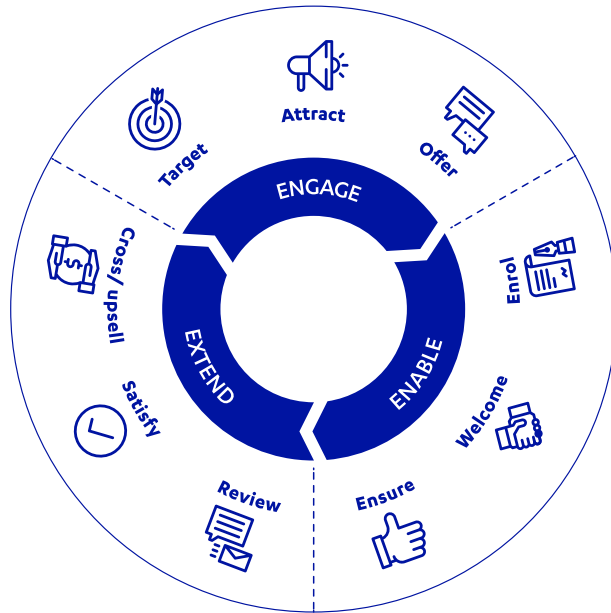 Attract
Target
Offer
ENGAGE
Enrol
ENABLE
Welcome
Ensure
Review
Satisfy
EXTEND
Cross/ upsell
$